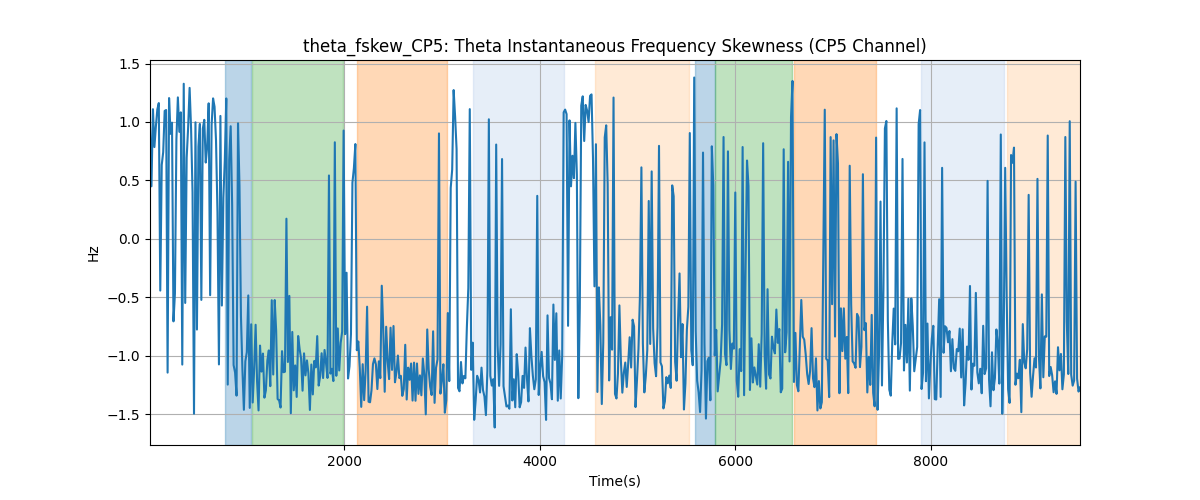 theta_fskew_CP5: Theta Instantaneous Frequency Skewness (CP5 Channel)
1.5
1.0
0.5
0.0
−0.5
−1.0
−1.5
Hz
2000 4000 6000 8000
Time(s)